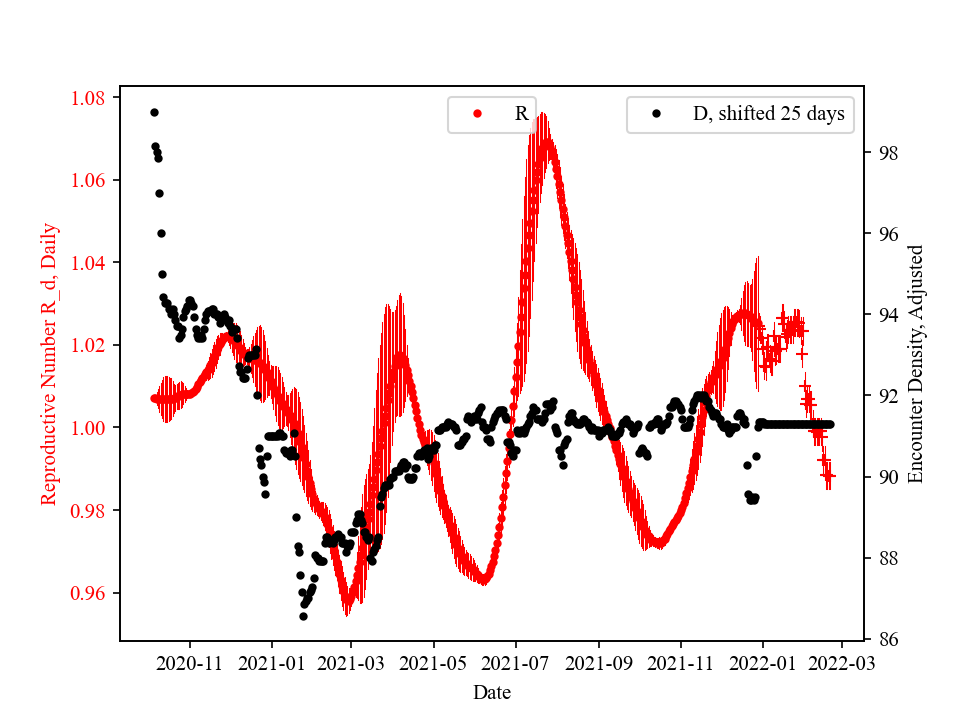 R
D, shifted 25 days
Reproductive Number R_d, Daily
1.08
1.06
1.04
1.02
1.00
0.98
0.96
98
96
94
92
90
88
86
Encounter Density, Adjusted
2020-11 2021-01 2021-03 2021-05 2021-07 2021-09 2021-11 2022-01 2022-03
Date